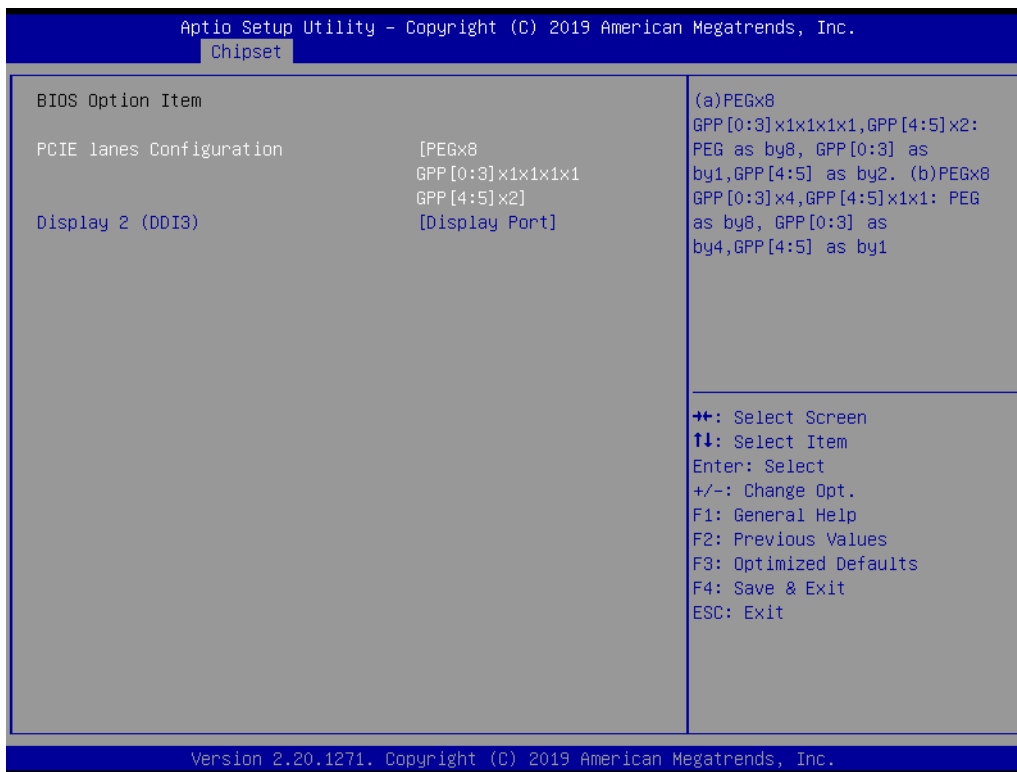 Aptio Setup Utility – Copyright (C) 2019 American Megatrends, Inc.
Chipset
BIOS Option Item
PCIE lanes Configuration [PEGx8
GPP[0:3]x1x1x1x1
GPP[4:5]x2]
Display 2 (DDI3) [Display Port]
(a)PEGx8
GPP[0:3]x1x1x1x1,GPP[4:5]x2:
PEG as by8, GPP[0:3] as
by1,GPP[4:5] as by2. (b)PEGx8
GPP[0:3]x4,GPP[4:5]x1x1: PEG
as by8, GPP[0:3] as
by4,GPP[4:5] as by1
→←: Select Screen
↑↓: Select Item
Enter: Select
+/-: Change Opt.
F1: General Help
F2: Previous Values
F3: Optimized Defaults
F4: Save & Exit
ESC: Exit
Version 2.20.1271. Copyright (C) 2019 American Megatrends, Inc.